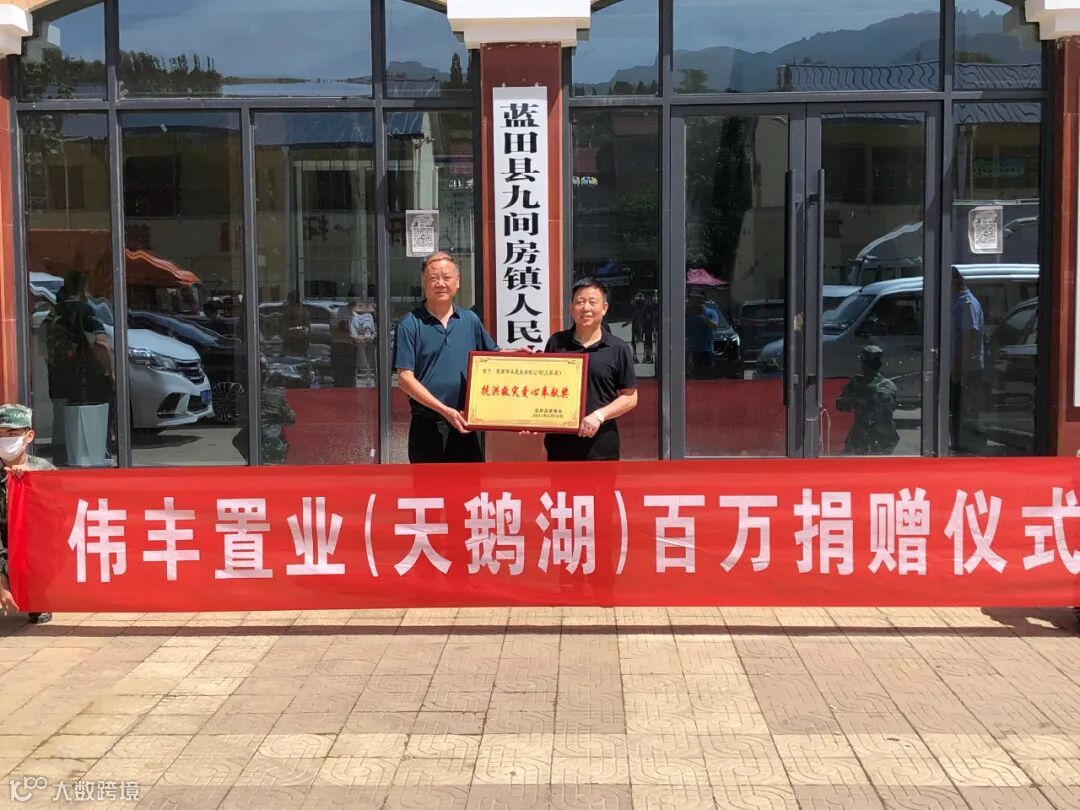 蓝田县九间房镇人民
抗洪救灾爱心奉献奖
伟丰置业(天鹅湖)百万捐赠仪式
大数跨境